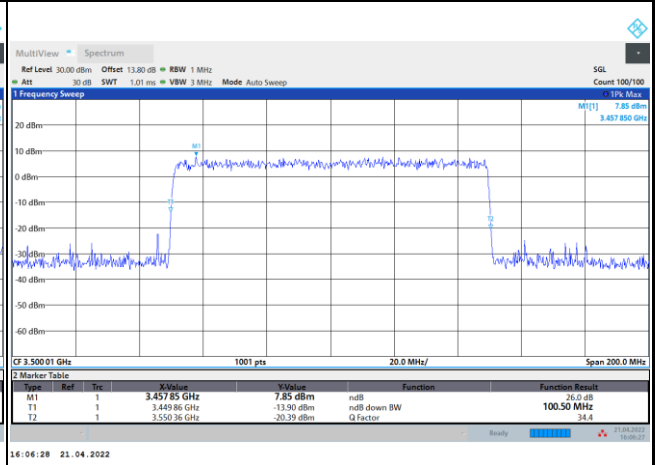 MultiView Spectrum
Ref Level 30.00 dBm Offset 13.80 dB RBW 1 MHz SGL
Att 30 dB SWT 1.01 ms VBW 3 MHz Mode Auto Sweep Count 100/100
1 Frequency Sweep 1Pk Max
M1[1] 7.85 dBm
3.457 850 GHz
20 dBm
M1
10 dBm
0 dBm
-10 dBm
-20 dBm
-30 dBm
-40 dBm
-50 dBm
-60 dBm
CF 3.500 01 GHz 1001 pts 20.0 MHz/ Span 200.0 MHz
2 Marker Table
Type Ref Trc X-Value Y-Value Function Function Result
M1 1 3.457 85 GHz 7.85 dBm ndB 26.0 dB
T1 1 3.449 86 GHz -13.90 dBm ndB down BW 100.50 MHz
T2 1 3.550 36 GHz -20.39 dBm Q Factor 34.4
Ready 21.04.2022
16:06:27
16:06:28 21.04.2022